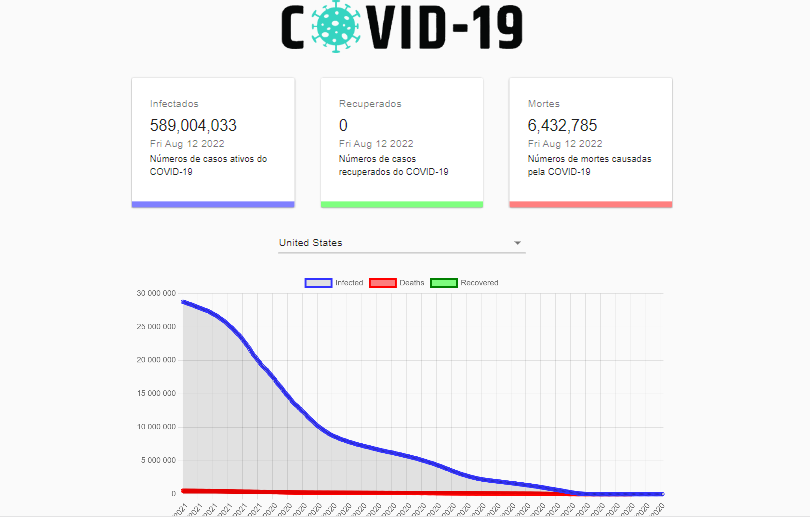 COVID-19
Infectados
589,004,033
Fri Aug 12 2022
Números de casos ativos do
COVID-19
Recuperados
0
Fri Aug 12 2022
Números de casos
recuperados do COVID-19
Mortes
6,432,785
Fri Aug 12 2022
Números de mortes causadas
pela COVID-19
United States
Infected Deaths Recovered
30 000 000
25 000 000
20 000 000
15 000 000
10 000 000
5 000 000
0